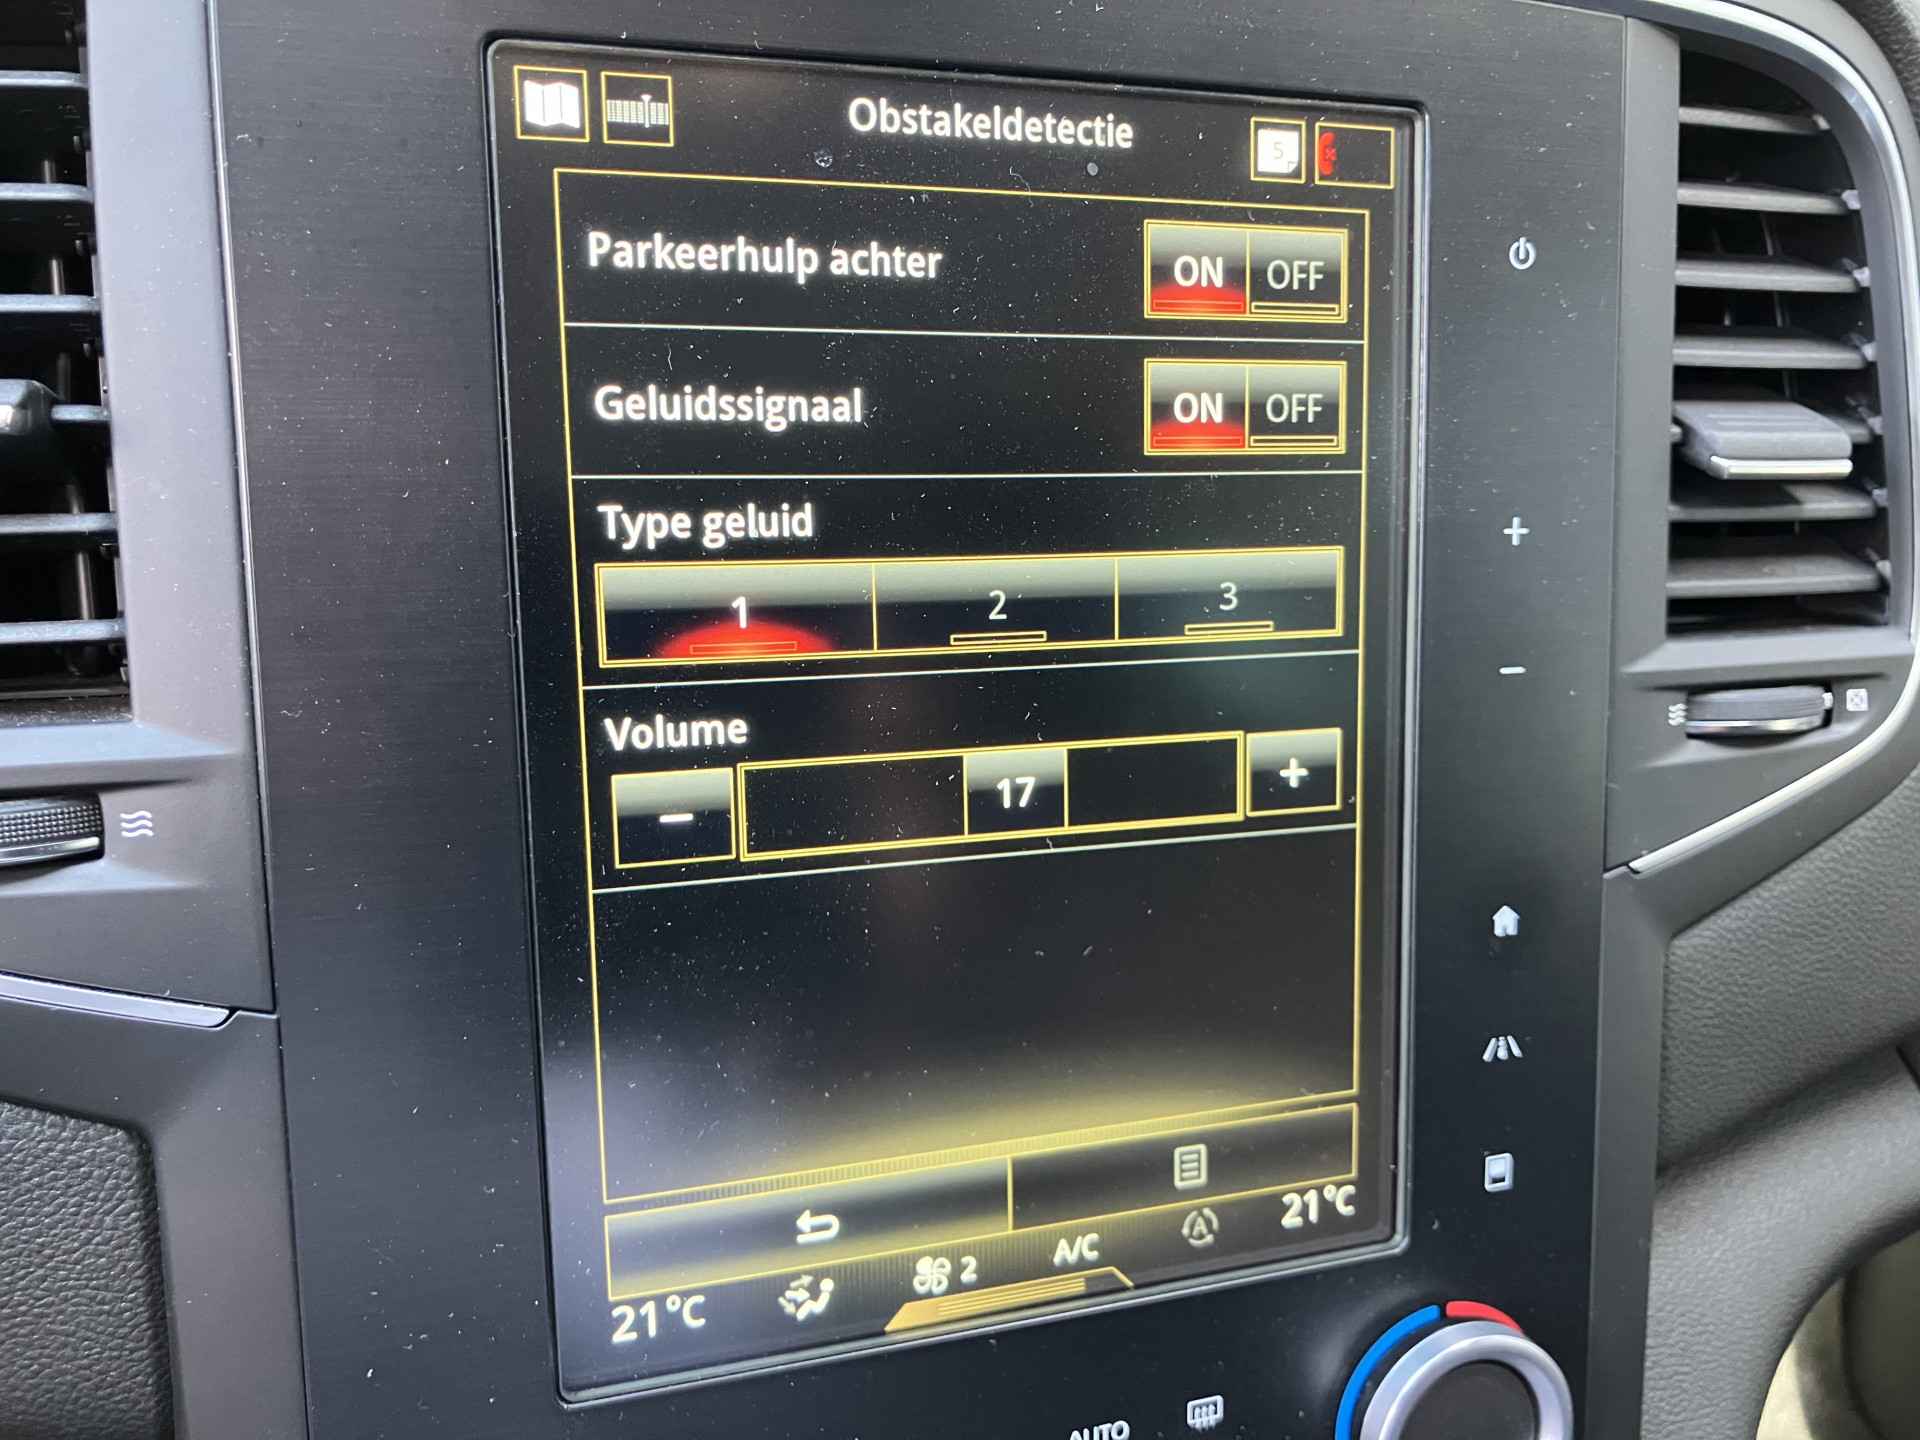 Obstakeldetectie
5
Parkeerhulp achter
ON OFF
Geluidssignaal
ON OFF
Type geluid
1 2 3
Volume
- 17 +
21°C 2 A/C A 21°C
AUTO